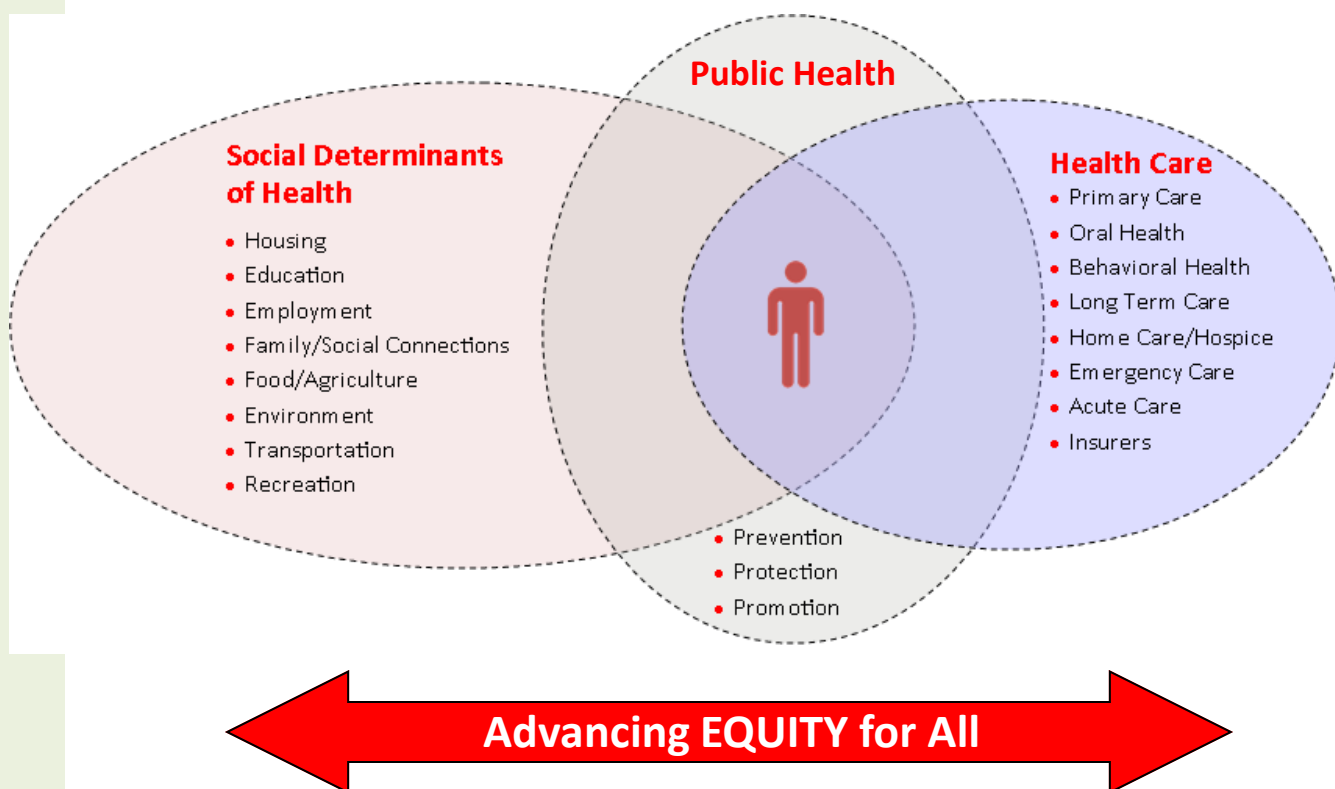 Public Health
Social Determinants
of Health
• Housing
• Education
• Employment
• Family/Social Connections
• Food/Agriculture
• Environment
• Transportation
• Recreation
Health Care
• Primary Care
• Oral Health
• Behavioral Health
• Long Term Care
• Home Care/Hospice
• Emergency Care
• Acute Care
• Insurers
• Prevention
• Protection
• Promotion
Advancing EQUITY for All